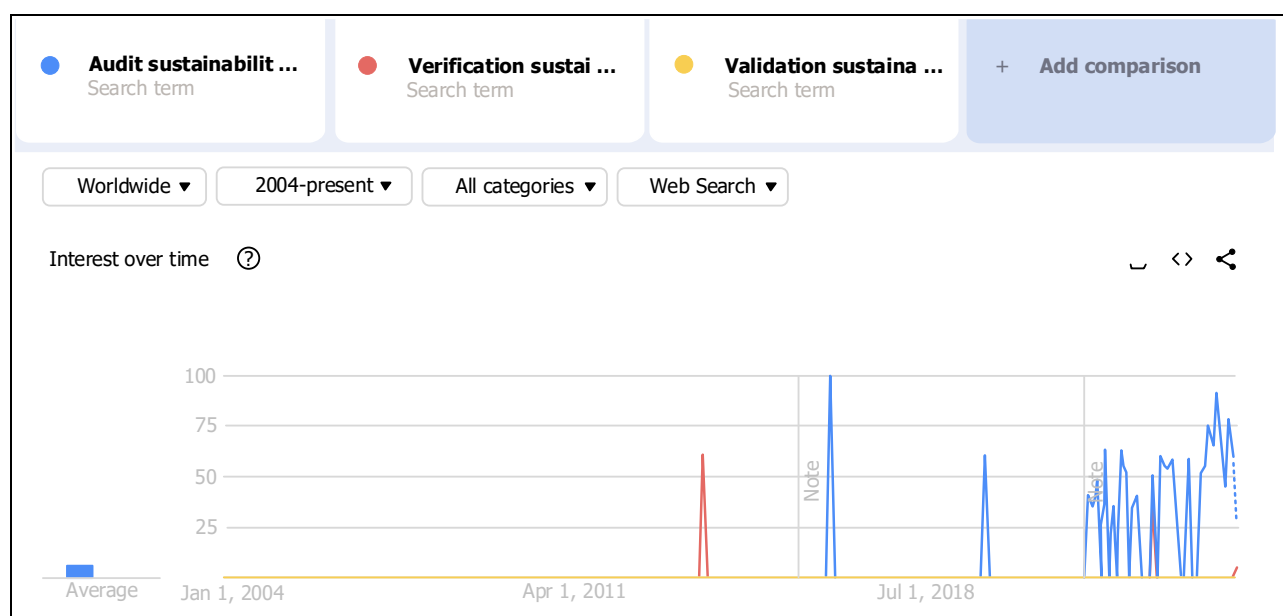 Audit sustainabilit ... Verification sustai ... Validation sustaina ... + Add comparison
Search term Search term Search term
Worldwide ▾ 2004-present ▾ All categories ▾ Web Search ▾
Interest over time ? <>
100
75
50
25
Note
Note
Average
Jan 1, 2004 Apr 1, 2011 Jul 1, 2018